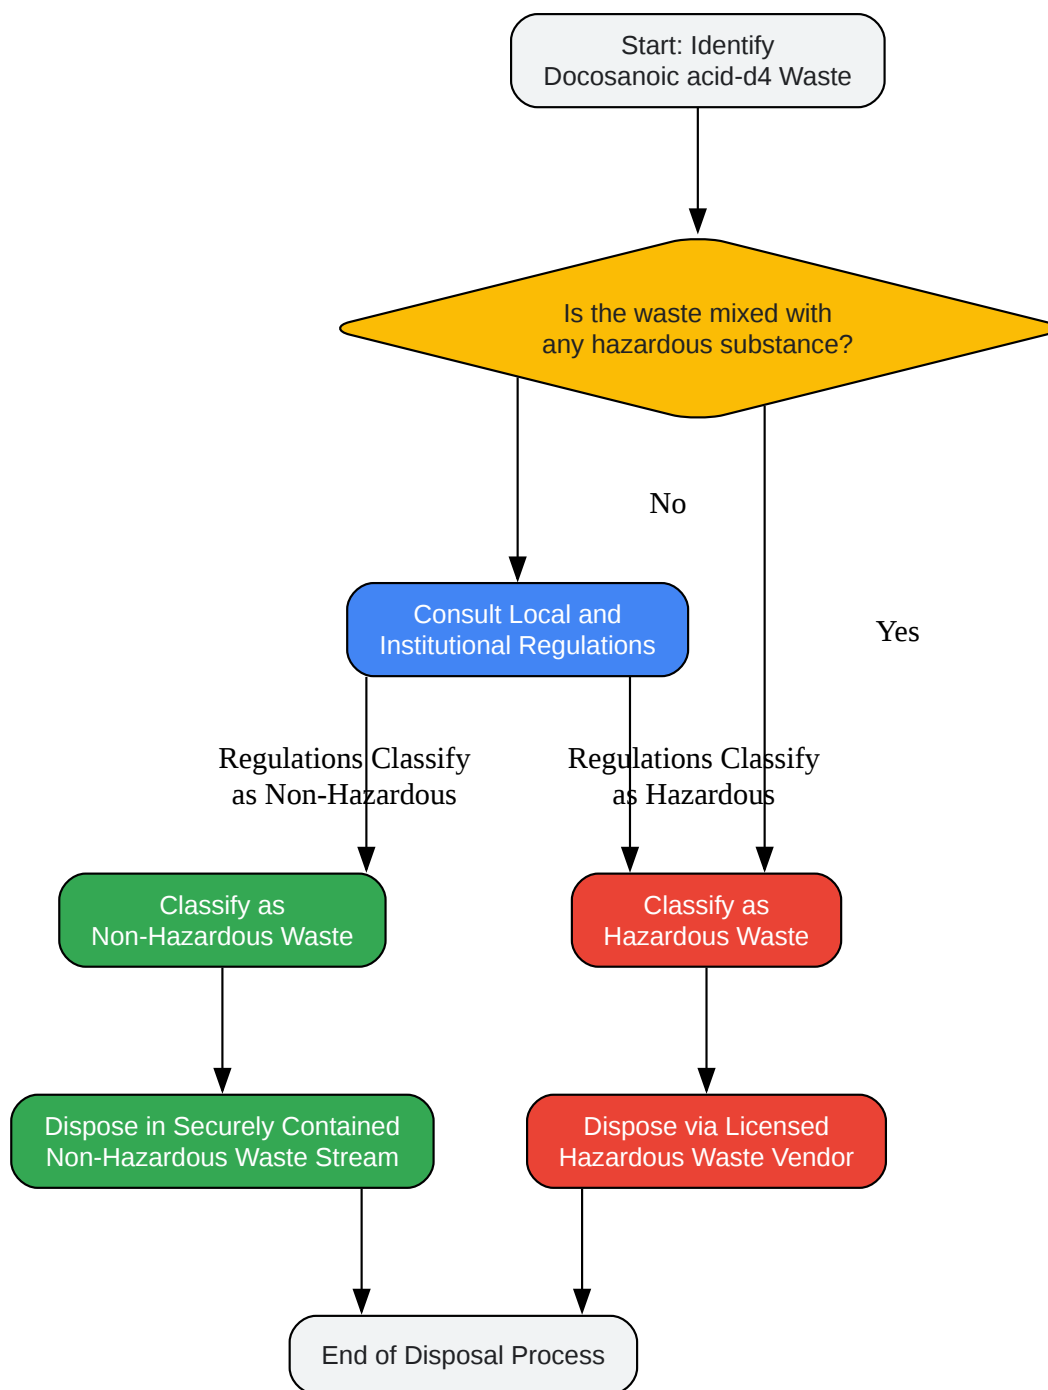 Start: Identify
Docosanoic acid-d4 Waste
Is the waste mixed with
any hazardous substance?
No
Consult Local and
Institutional Regulations
Yes
Regulations Classify
as Non-Hazardous
Regulations Classify
as Hazardous
Classify as
Non-Hazardous Waste
Classify as
Hazardous Waste
Dispose in Securely Contained
Non-Hazardous Waste Stream
Dispose via Licensed
Hazardous Waste Vendor
End of Disposal Process